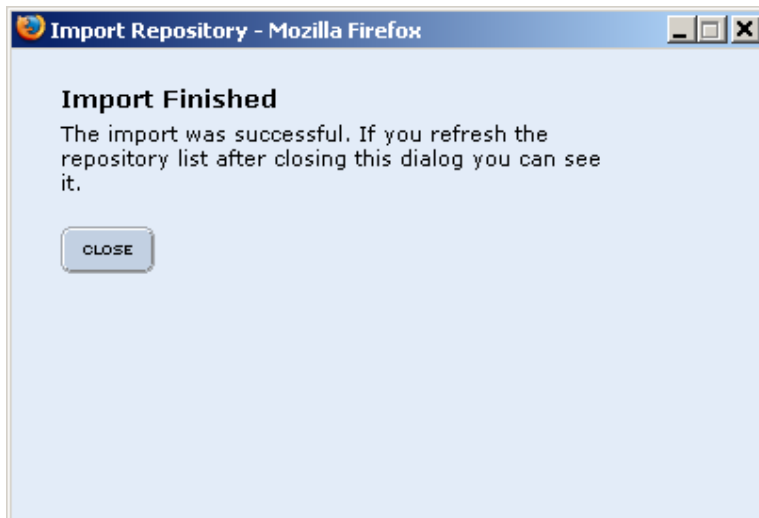 Import Repository - Mozilla Firefox
Import Finished
The import was successful. If you refresh the
repository list after closing this dialog you can see
it.
CLOSE